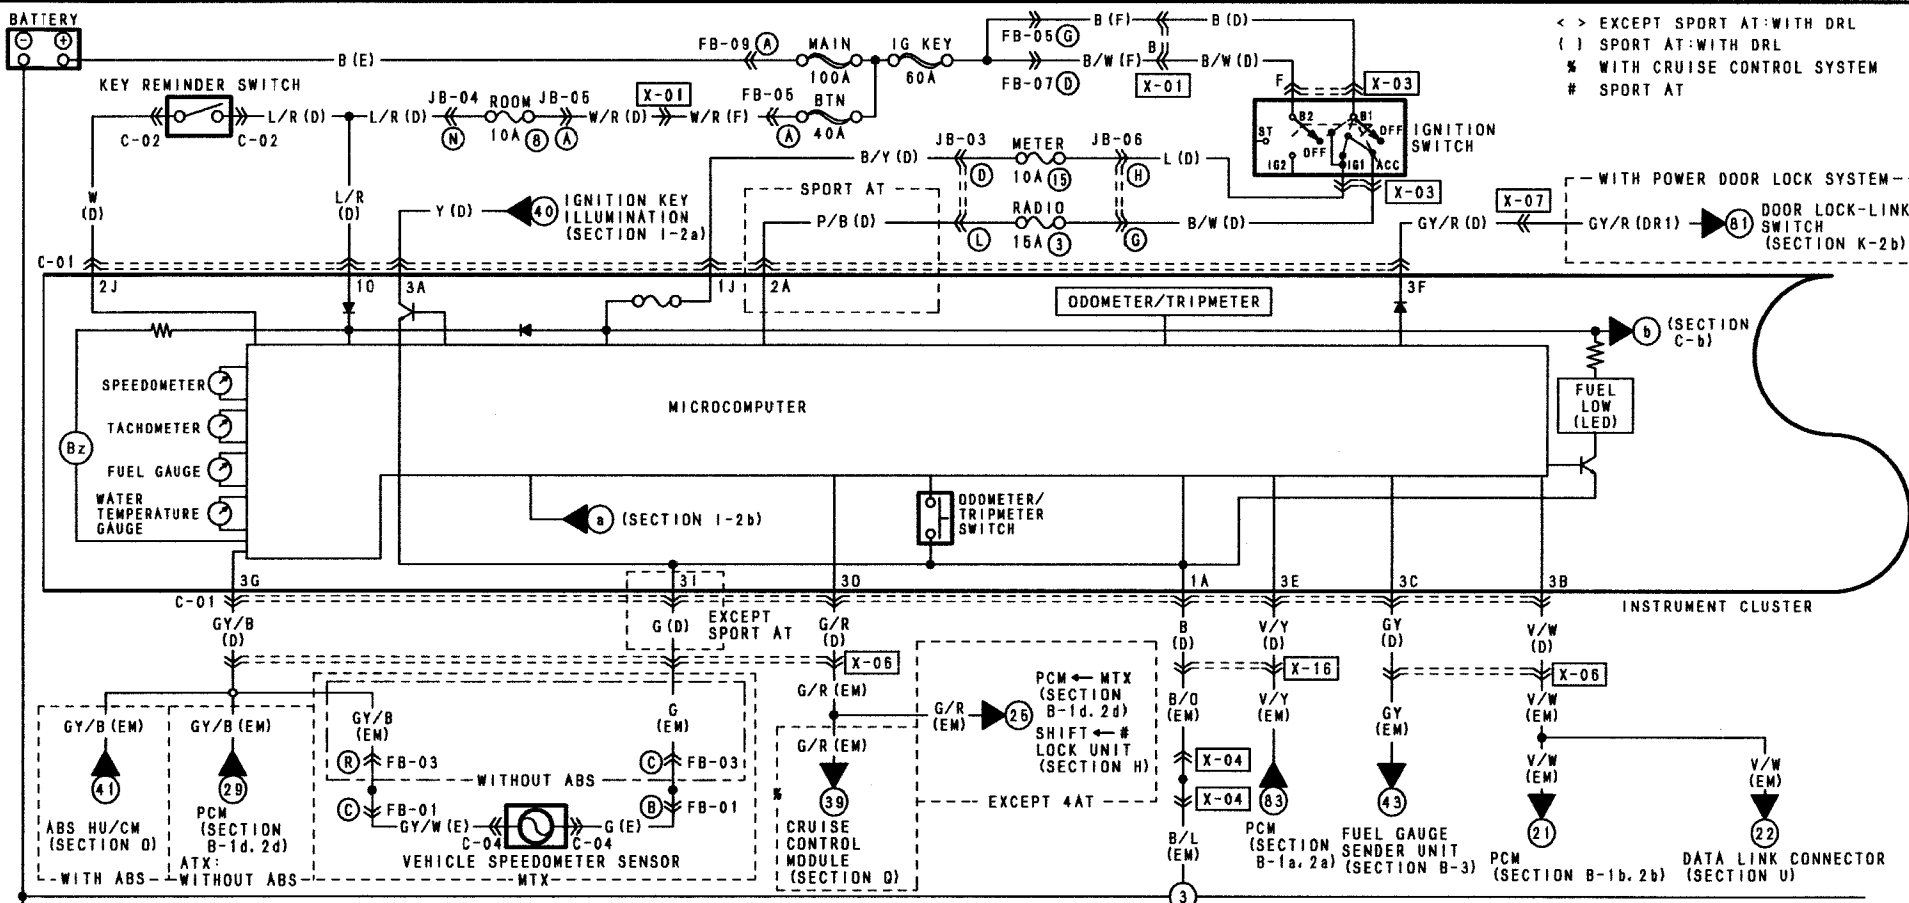 BATTERY
B (E)
FB-09 (A)
MAIN
100A
IG KEY
60A
FB-05 (G)
B (F)
B (D)
B
FB-07 (D)
B/W (F)
B/W (D)
X-01
< > EXCEPT SPORT AT:WITH DRL
( ) SPORT AT:WITH DRL
% WITH CRUISE CONTROL SYSTEM
# SPORT AT
KEY REMINDER SWITCH
C-02
C-02
L/R (D)
L/R (D)
JB-04
N
ROOM
10A (8)
JB-05
A
W/R (D)
X-01
W/R (F)
FB-05
A
BTN
40A
F
X-03
ST
B2
B1
OFF
OFF
IG2
IG1
ACC
IGNITION
SWITCH
X-03
W
(D)
L/R
(D)
Y (D)
40
IGNITION KEY
ILLUMINATION
(SECTION I-2a)
B/Y (D)
JB-03
D
METER
10A (15)
JB-06
H
L (D)
SPORT AT
P/B (D)
L
RADIO
15A (3)
G
B/W (D)
GY/R (D)
X-07
WITH POWER DOOR LOCK SYSTEM
GY/R (DR1)
81
DOOR LOCK-LINK
SWITCH
(SECTION K-2b)
C-01
2J
1O
3A
1J
2A
3F
ODOMETER/TRIPMETER
b
(SECTION
C-b)
SPEEDOMETER
TACHOMETER
FUEL GAUGE
WATER
TEMPERATURE
GAUGE
Bz
MICROCOMPUTER
FUEL
LOW
(LED)
a (SECTION I-2b)
ODOMETER/
TRIPMETER
SWITCH
3G
3I
3O
1A
3E
3C
3B
C-01
INSTRUMENT CLUSTER
GY/B
(D)
G (D)
EXCEPT
SPORT AT
G/R
(D)
X-06
B
(D)
V/Y
(D)
X-16
GY
(D)
V/W
(D)
X-06
GY/B (EM)
41
ABS HU/CM
(SECTION O)
WITH ABS
GY/B (EM)
29
PCM
(SECTION
B-1d. 2d)
ATX:
WITHOUT ABS
GY/B
(EM)
R FB-03
G
(EM)
C FB-03
WITHOUT ABS
C FB-01
B FB-01
GY/W (E)
C-04
C-04
G (E)
VEHICLE SPEEDOMETER SENSOR
MTX
G/R (EM)
G/R (EM)
%
39
CRUISE
CONTROL
MODULE
(SECTION Q)
G/R
(EM)
25
PCM ← MTX
(SECTION
B-1d. 2d)
SHIFT ← #
LOCK UNIT
(SECTION H)
EXCEPT 4AT
B/O
(EM)
X-04
X-04
B/L
(EM)
3
V/Y
(EM)
83
PCM
(SECTION
B-1a. 2a)
GY
(EM)
43
FUEL GAUGE
SENDER UNIT
(SECTION B-3)
V/W
(EM)
V/W
(EM)
21
PCM
(SECTION B-1b. 2b)
V/W
(EM)
22
DATA LINK CONNECTOR
(SECTION U)